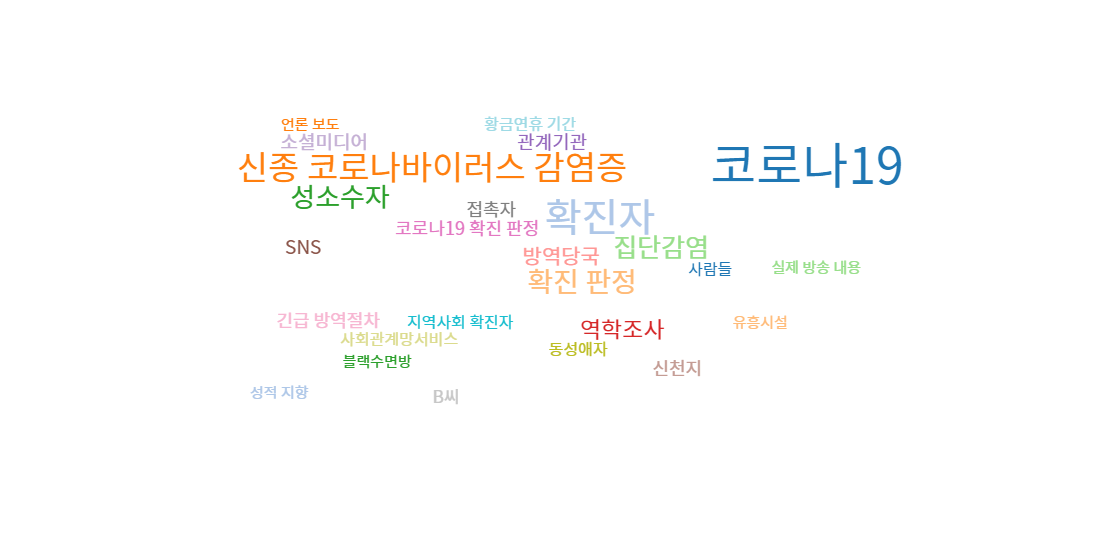 언론 보도
황금연휴 기간
소셜미디어
관계기관
신종 코로나바이러스 감염증
코로나19
성소수자
접촉자
확진자
코로나19 확진 판정
SNS
집단감염
방역당국
사람들
실제 방송 내용
확진 판정
긴급 방역절차
지역사회 확진자
역학조사
유흥시설
사회관계망서비스
동성애자
블랙수면방
신천지
성적 지향
B씨